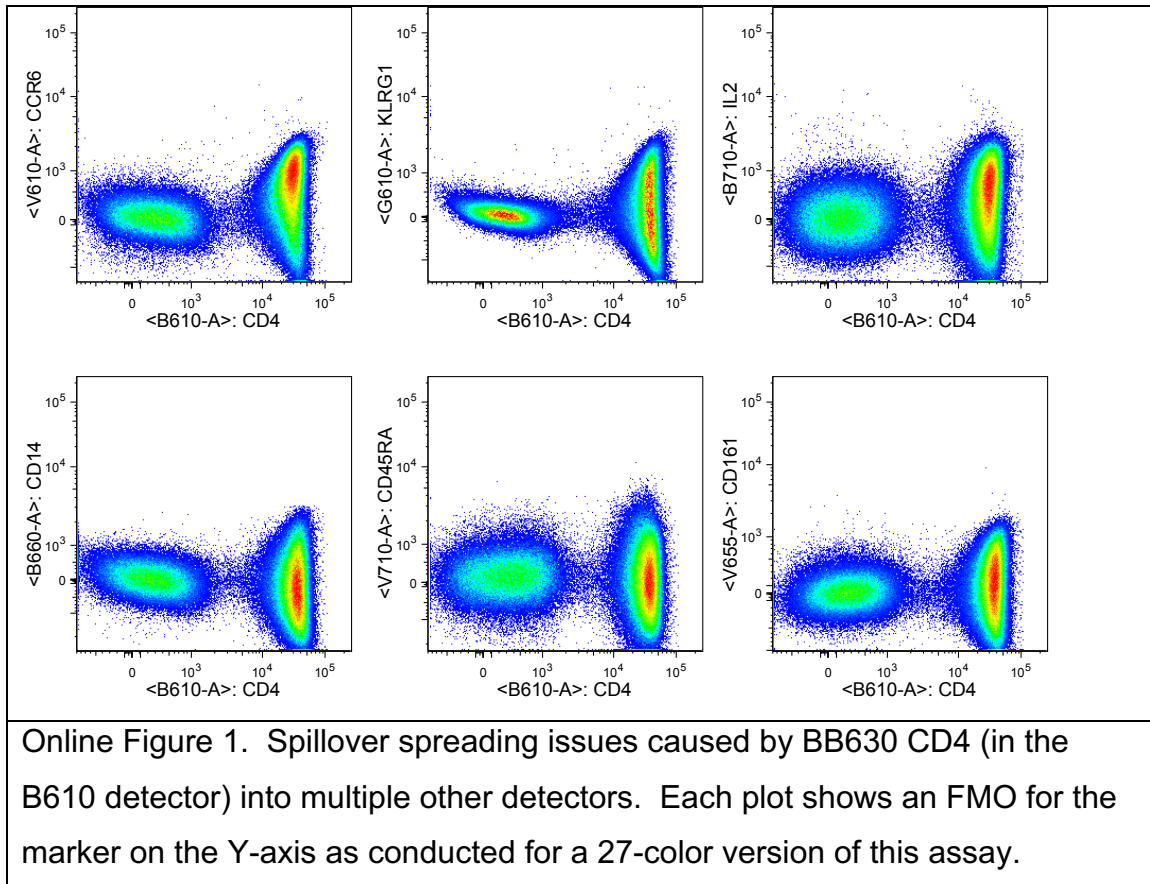 10⁵
10⁴
10³
0
<V610-A>: CCR6
0 10³ 10⁴ 10⁵
<B610-A>: CD4
10⁵
10⁴
10³
0
<G610-A>: KLRG1
0 10³ 10⁴ 10⁵
<B610-A>: CD4
10⁵
10⁴
10³
0
<B710-A>: IL2
0 10³ 10⁴ 10⁵
<B610-A>: CD4
10⁵
10⁴
10³
0
<B660-A>: CD14
0 10³ 10⁴ 10⁵
<B610-A>: CD4
10⁵
10⁴
10³
0
<V710-A>: CD45RA
0 10³ 10⁴ 10⁵
<B610-A>: CD4
10⁵
10⁴
10³
0
<V655-A>: CD161
0 10³ 10⁴ 10⁵
<B610-A>: CD4
Online Figure 1. Spillover spreading issues caused by BB630 CD4 (in the
B610 detector) into multiple other detectors. Each plot shows an FMO for the
marker on the Y-axis as conducted for a 27-color version of this assay.